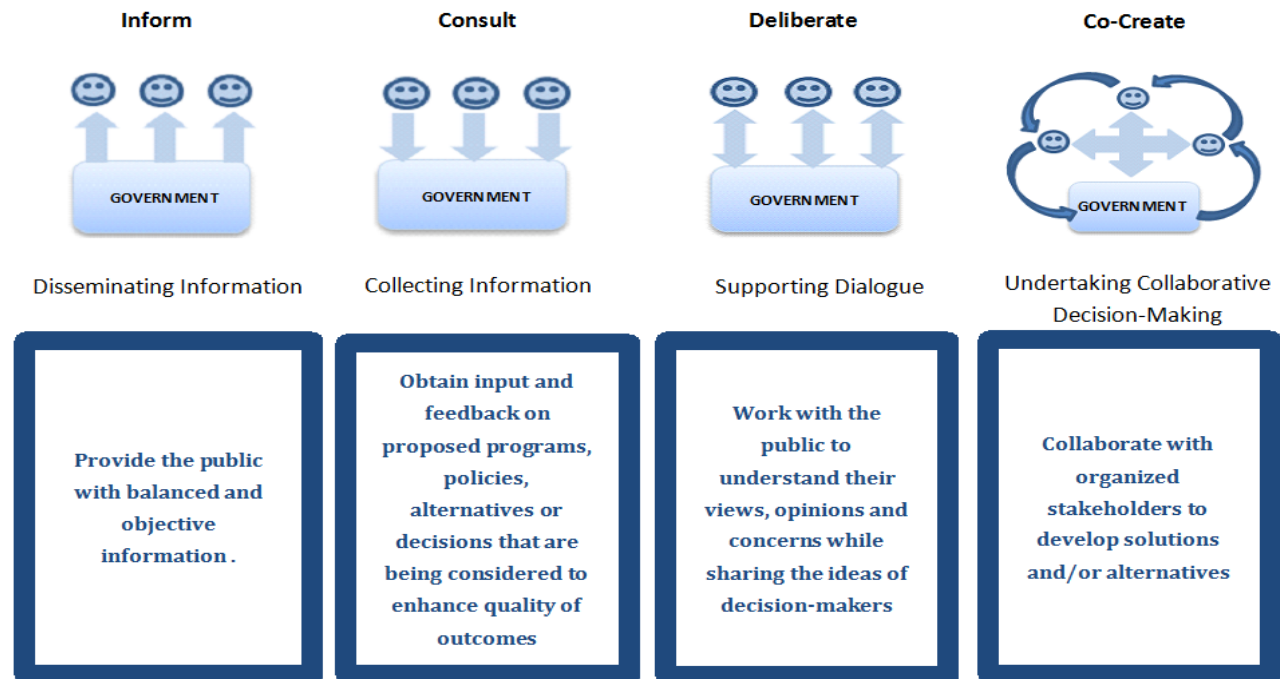 Inform
Consult
Deliberate
Co-Create
GOVERNMENT
GOVERNMENT
GOVERNMENT
GOVERNMENT
Disseminating Information
Collecting Information
Supporting Dialogue
Undertaking Collaborative
Decision-Making
Provide the public
with balanced and
objective
information .
Obtain input and
feedback on
proposed programs,
policies,
alternatives or
decisions that are
being considered to
enhance quality of
outcomes
Work with the
public to
understand their
views, opinions and
concerns while
sharing the ideas of
decision-makers
Collaborate with
organized
stakeholders to
develop solutions
and/or alternatives